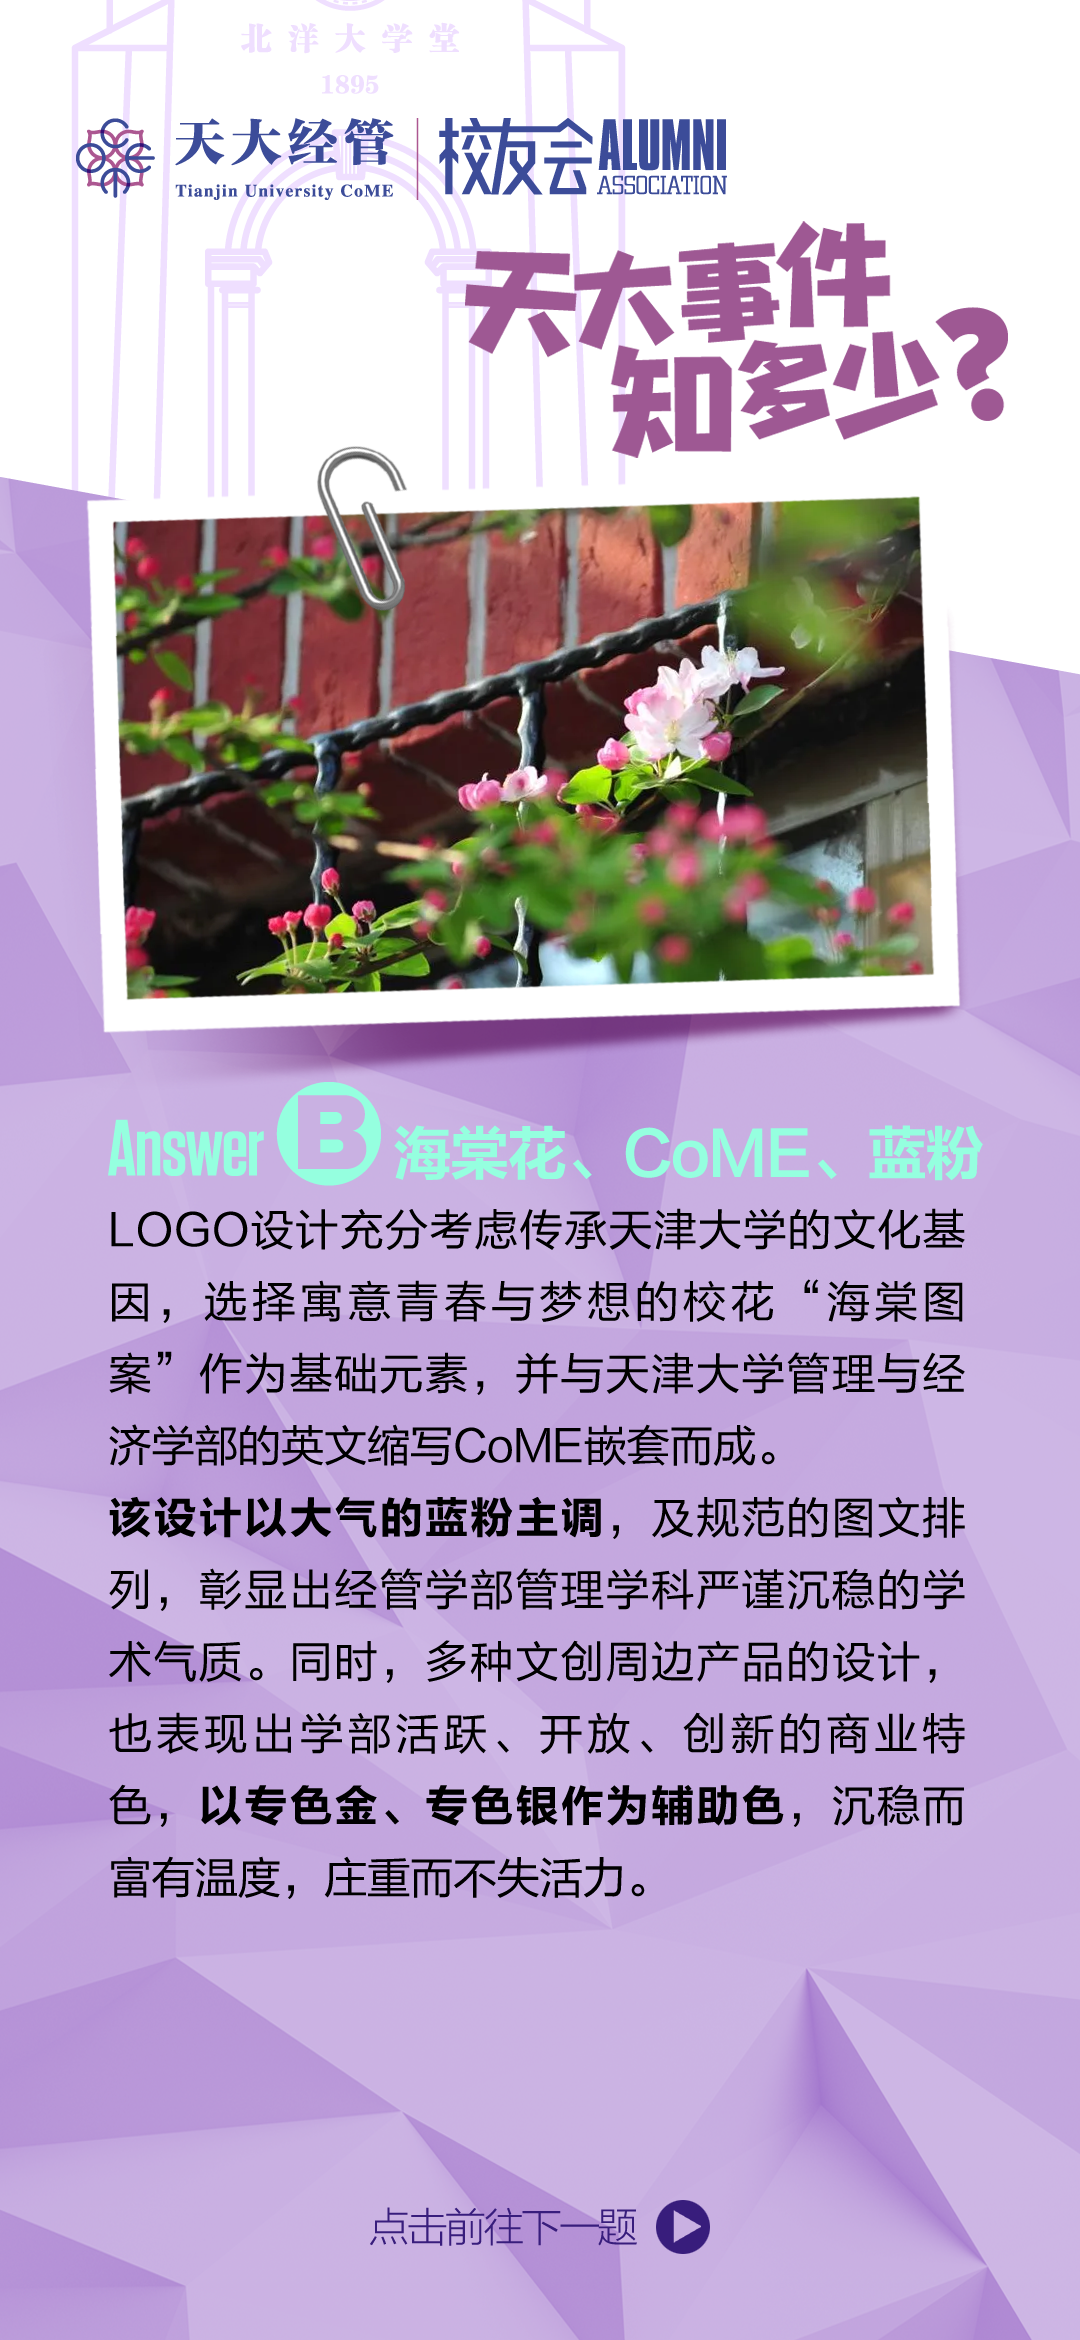 北洋大学堂
1895
天大经管
Tianjin University CoME
校友会
ALUMNI
ASSOCIATION
天大事件
知多少?
Answer B 海棠花、CoME、蓝粉
LOGO设计充分考虑传承天津大学的文化基
因，选择寓意青春与梦想的校花“海棠图
案”作为基础元素，并与天津大学管理与经
济学部的英文缩写CoME嵌套而成。
该设计以大气的蓝粉主调，及规范的图文排
列，彰显出经管学部管理学科严谨沉稳的学
术气质。同时，多种文创周边产品的设计，
也表现出学部活跃、开放、创新的商业特
色，以专色金、专色银作为辅助色，沉稳而
富有温度，庄重而不失活力。
点击前往下一题